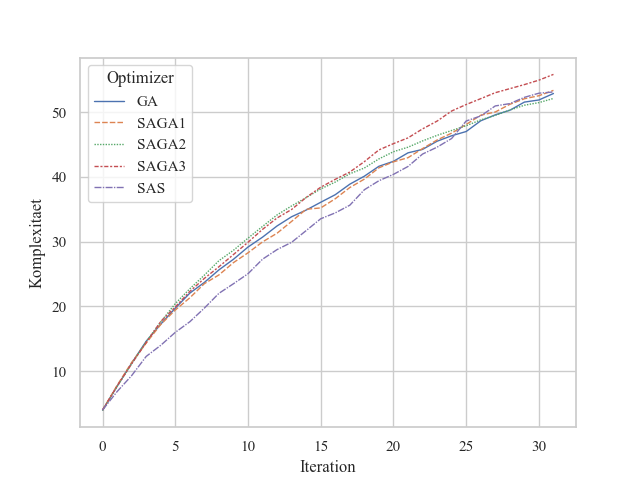 Optimizer
GA
SAGA1
SAGA2
SAGA3
SAS
50
40
30
20
10
Komplexitaet
0 5 10 15 20 25 30
Iteration